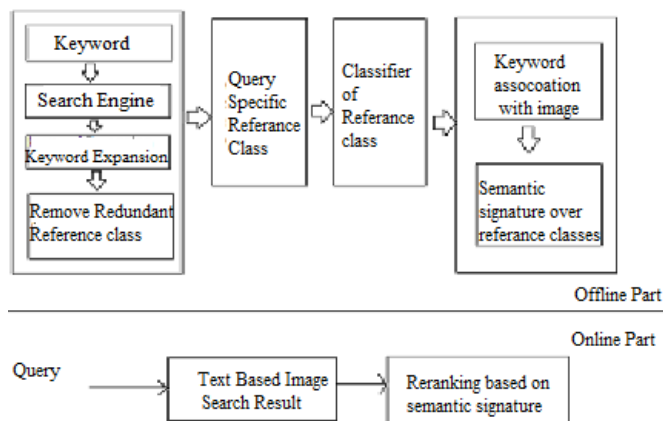 Keyword
Search Engine
Keyword Expansion
Remove Redundant
Reference class
Query
Specific
Referance
Class
Classifier
of
Referance
class
Keyword
assocoation
with image
Semantic
signature over
referance classes
Offline Part
Online Part
Query
Text Based Image
Search Result
Reranking based on
semantic signature